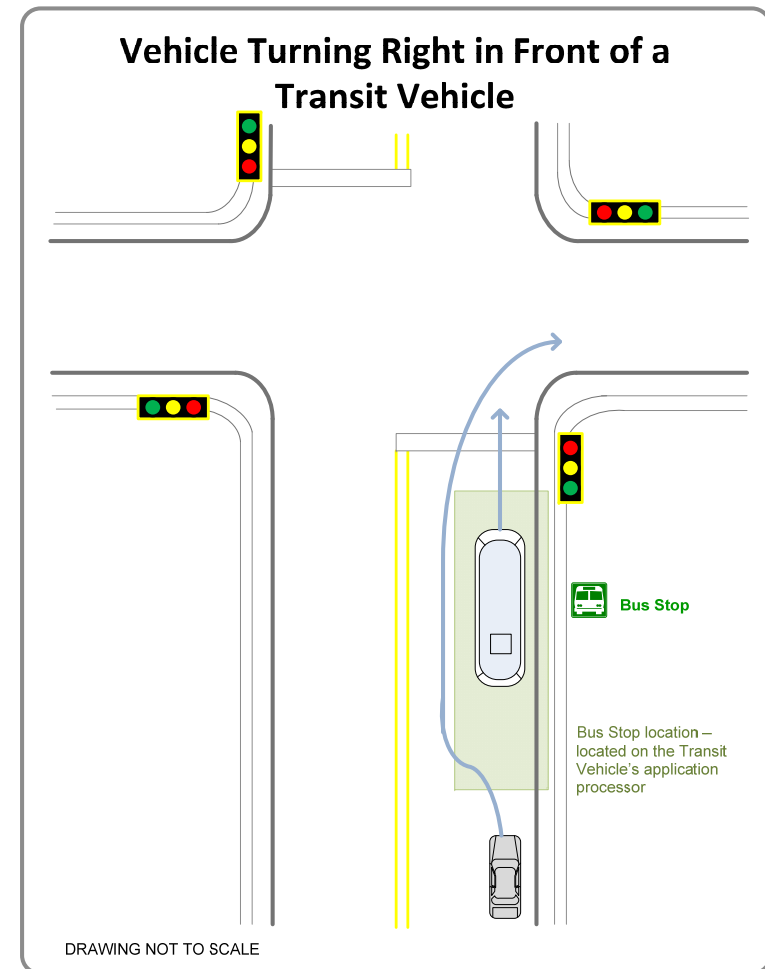 Vehicle Turning Right in Front of a
Transit Vehicle
Bus Stop
Bus Stop location –
located on the Transit
Vehicle's application
processor
DRAWING NOT TO SCALE